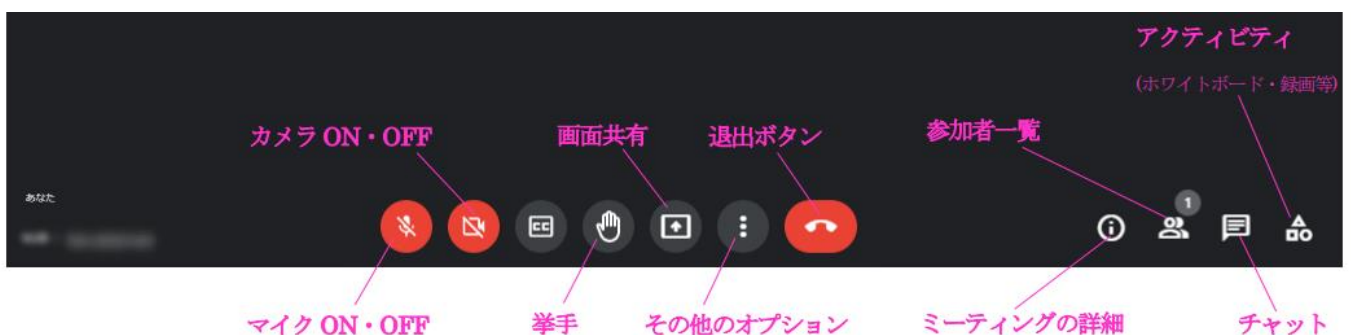 アクティビティ
(ホワイトボード・録画等)
カメラ ON・OFF
画面共有
退出ボタン
参加者一覧
あなた
1
CC
マイク ON・OFF
挙手
その他のオプション
ミーティングの詳細
チャット